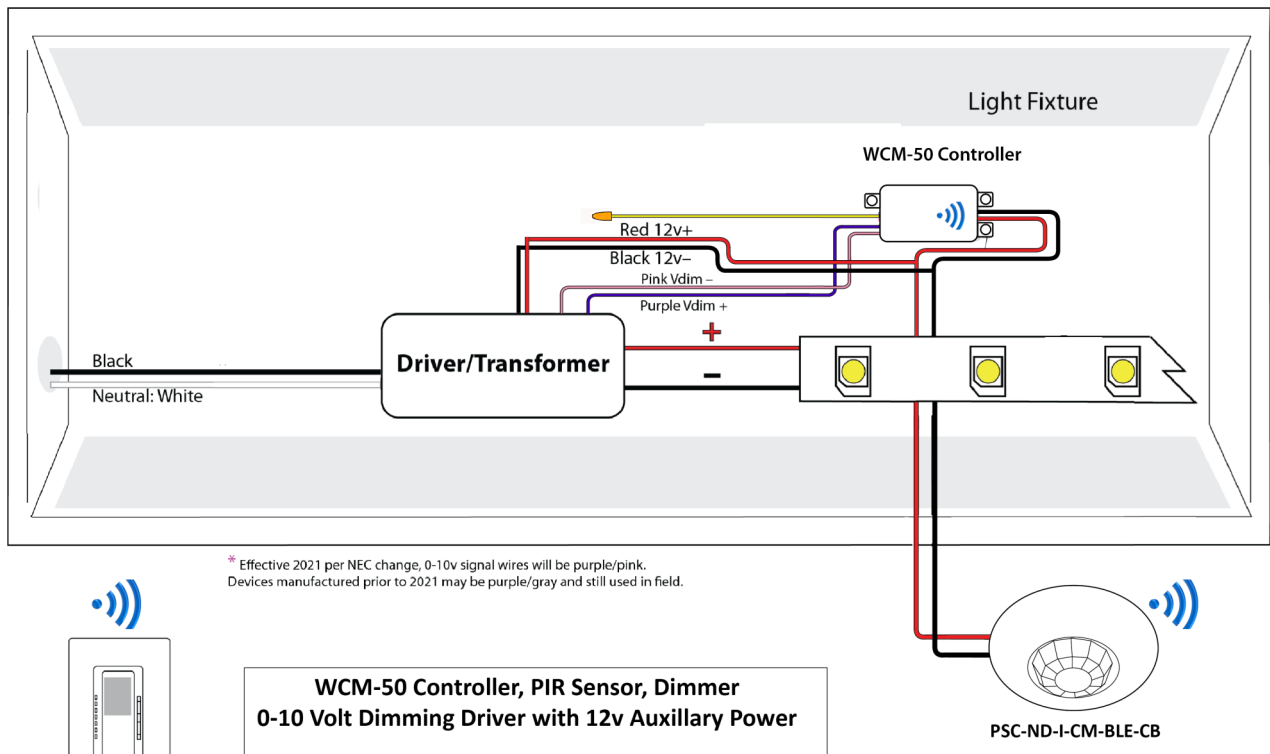 Light Fixture
WCM-50 Controller
Red 12v+
Black 12v–
Pink Vdim –
Purple Vdim +
+
–
Driver/Transformer
Black
Neutral: White
* Effective 2021 per NEC change, 0-10v signal wires will be purple/pink.
Devices manufactured prior to 2021 may be purple/gray and still used in field.
WCM-50 Controller, PIR Sensor, Dimmer
0-10 Volt Dimming Driver with 12v Auxillary Power
PSC-ND-I-CM-BLE-CB